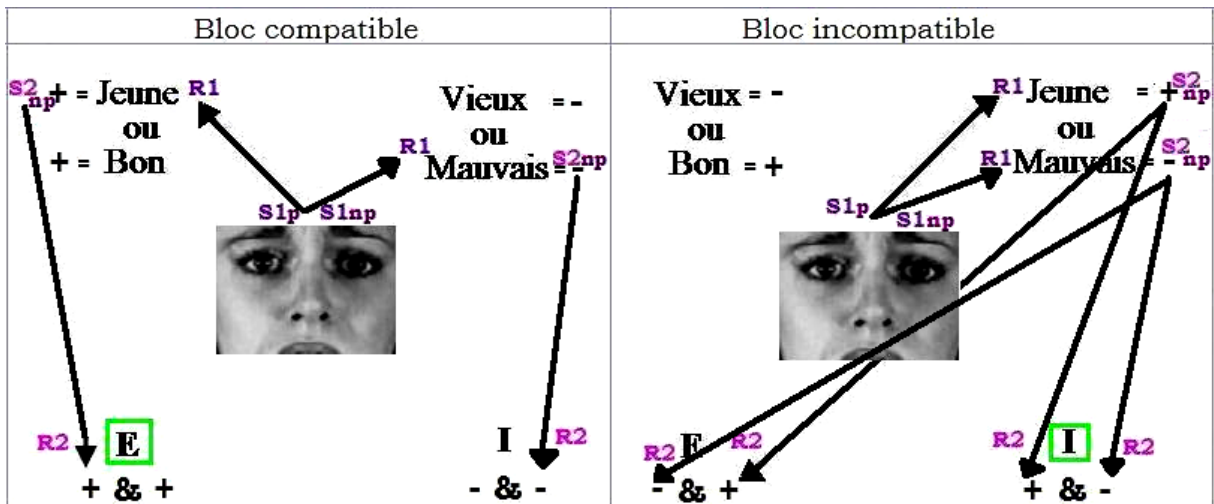 Bloc compatible
S2np + = Jeune R1
ou
+ = Bon
Vieux = -
ou
R1 Mauvais = - S2np
S1p S1np
R2 E
+ & +
I R2
- & -
Bloc incompatible
Vieux = -
ou
Bon = +
R1 Jeune = + S2np
ou
R1 Mauvais = - S2np
S1p S1np
R2 E R2
- & +
R2 I R2
+ & -